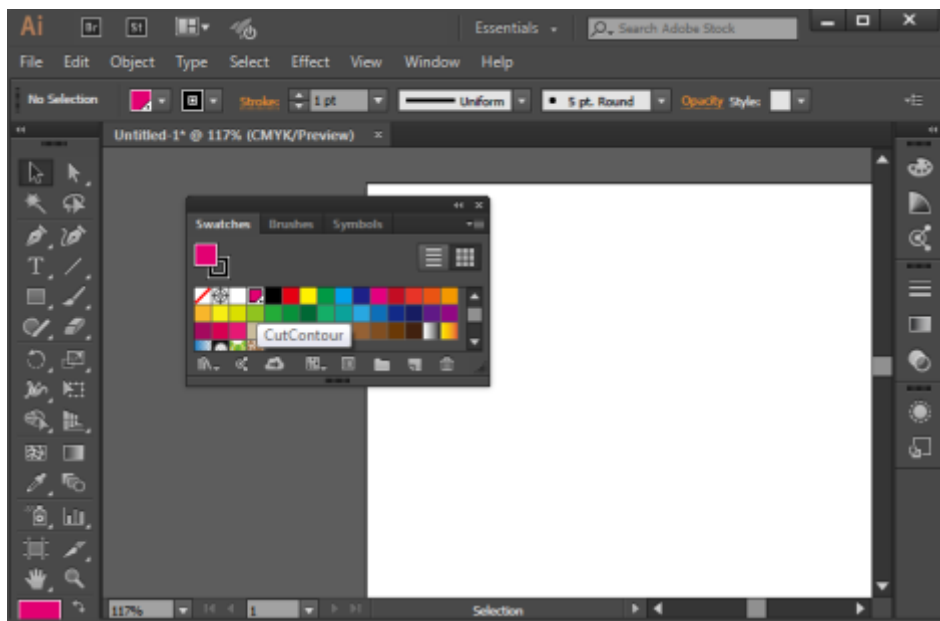 Ai Br St Essentials Search Adobe Stock
File Edit Object Type Select Effect View Window Help
No Selection Stroke: 1 pt Uniform 5 pt. Round Opacity Style:
Untitled-1* @ 117% (CMYK/Preview)
Swatches Brushes Symbols
CutContour
117% 1 Selection